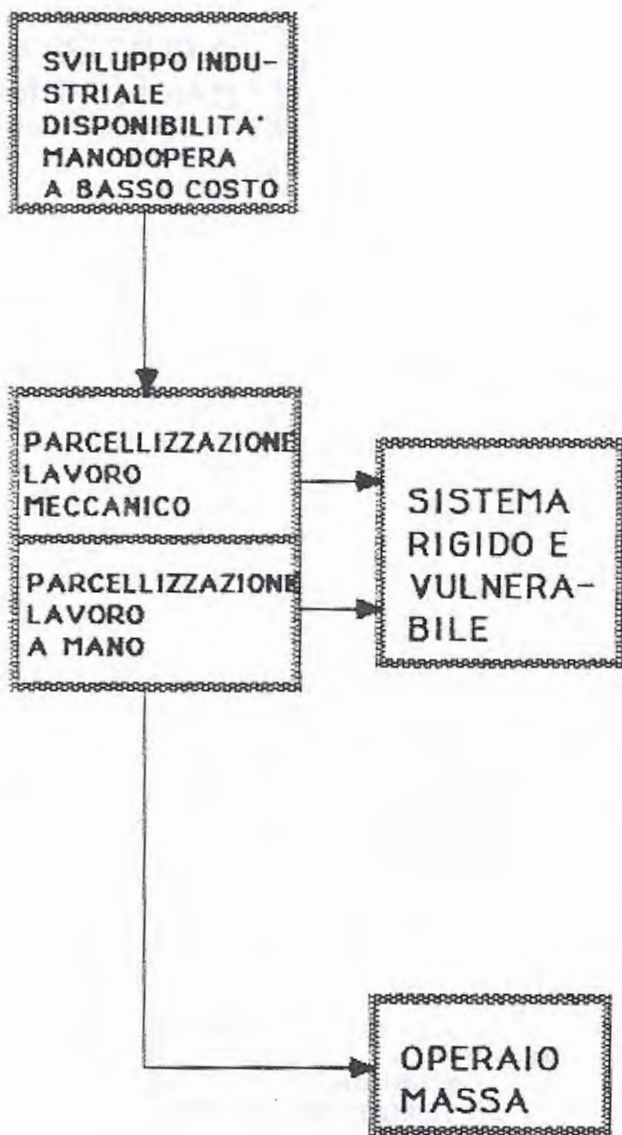 SVILUPPO INDU-
STRIALE
DISPONIBILITA'
MANODOPERA
A BASSO COSTO
PARCELLIZZAZIONE
LAVORO
MECCANICO
PARCELLIZZAZIONE
LAVORO
A MANO
SISTEMA
RIGIDO E
VULNERA-
BILE
OPERAIO
MASSA